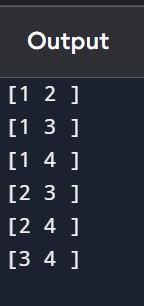 Output
[1 2 ]
[1 3 ]
[1 4 ]
[2 3 ]
[2 4 ]
[3 4 ]